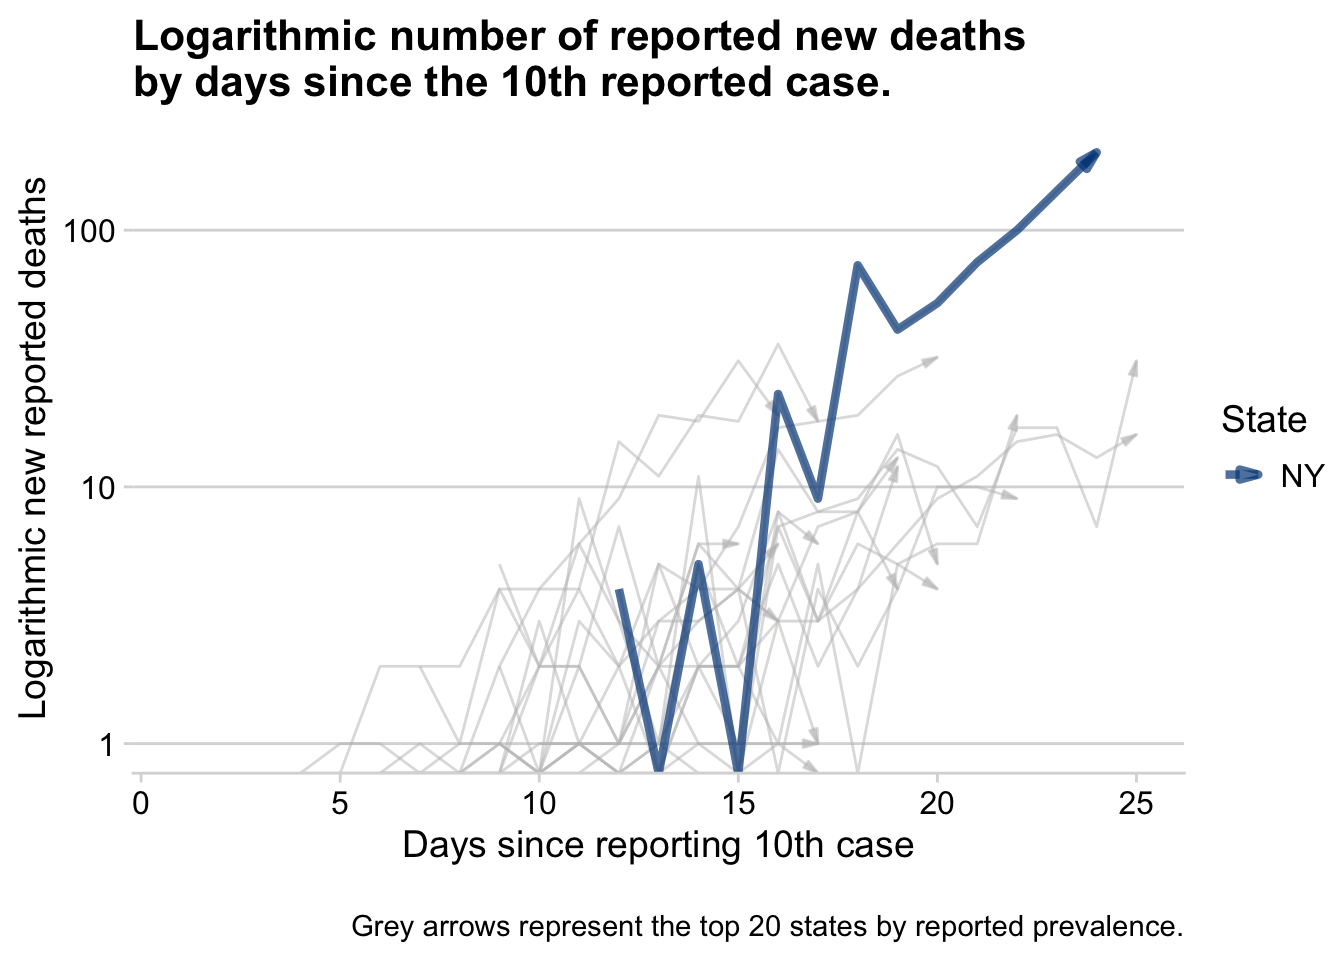 Logarithmic number of reported new deaths
by days since the 10th reported case.
Logarithmic new reported deaths
100
10
1
0 5 10 15 20 25
Days since reporting 10th case
State
NY
Grey arrows represent the top 20 states by reported prevalence.